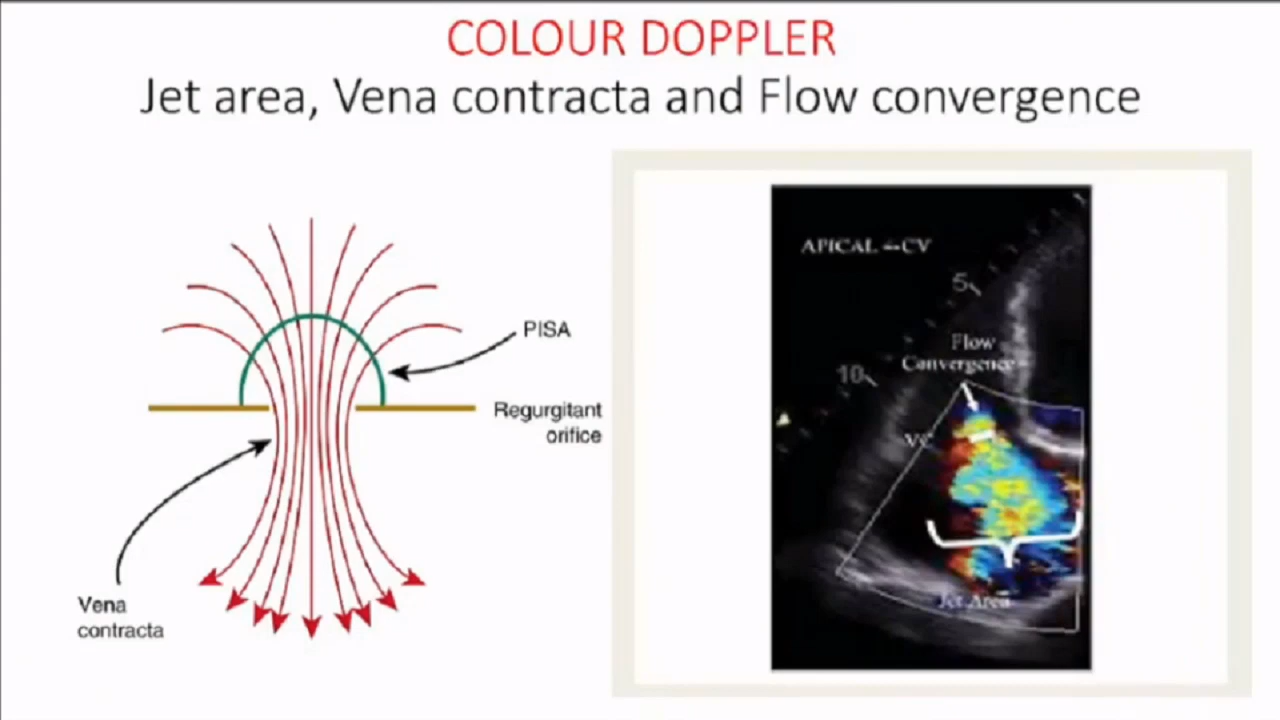 COLOUR DOPPLER
Jet area, Vena contracta and Flow convergence
PISA
Regurgitant
orifice
Vena
contracta
APICAL
5
Flow
Convergence
10
VC
Jet Area